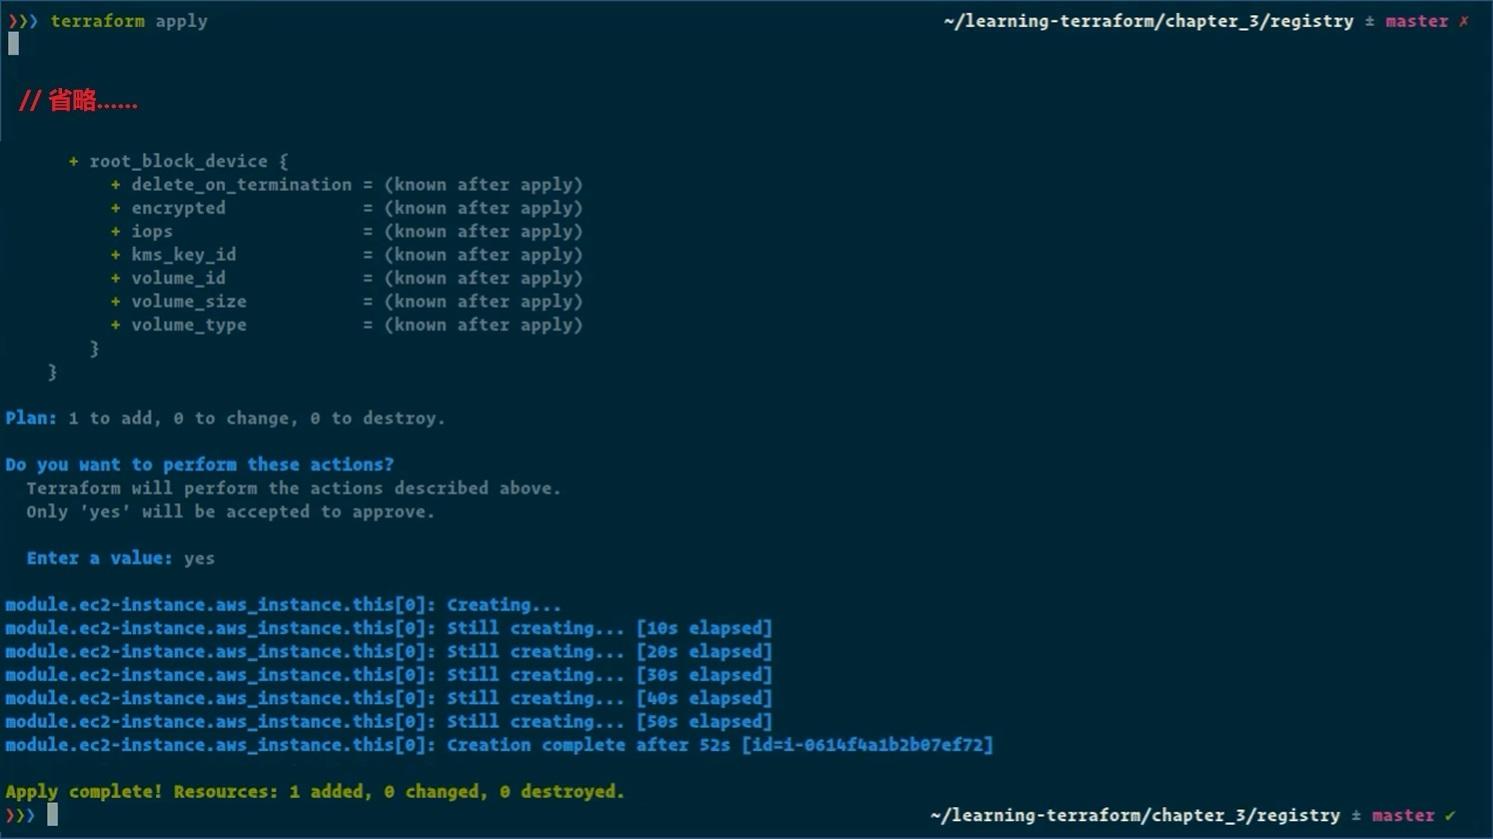 ❯❯❯ terraform apply ~/learning-terraform/chapter_3/registry ± master ✗
// 省略......
+ root_block_device {
+ delete_on_termination = (known after apply)
+ encrypted = (known after apply)
+ iops = (known after apply)
+ kms_key_id = (known after apply)
+ volume_id = (known after apply)
+ volume_size = (known after apply)
+ volume_type = (known after apply)
}
}
Plan: 1 to add, 0 to change, 0 to destroy.
Do you want to perform these actions?
Terraform will perform the actions described above.
Only 'yes' will be accepted to approve.
Enter a value: yes
module.ec2-instance.aws_instance.this[0]: Creating...
module.ec2-instance.aws_instance.this[0]: Still creating... [10s elapsed]
module.ec2-instance.aws_instance.this[0]: Still creating... [20s elapsed]
module.ec2-instance.aws_instance.this[0]: Still creating... [30s elapsed]
module.ec2-instance.aws_instance.this[0]: Still creating... [40s elapsed]
module.ec2-instance.aws_instance.this[0]: Still creating... [50s elapsed]
module.ec2-instance.aws_instance.this[0]: Creation complete after 52s [id=i-0614f4a1b2b07ef72]
Apply complete! Resources: 1 added, 0 changed, 0 destroyed.
❯❯❯ ~/learning-terraform/chapter_3/registry ± master ✔